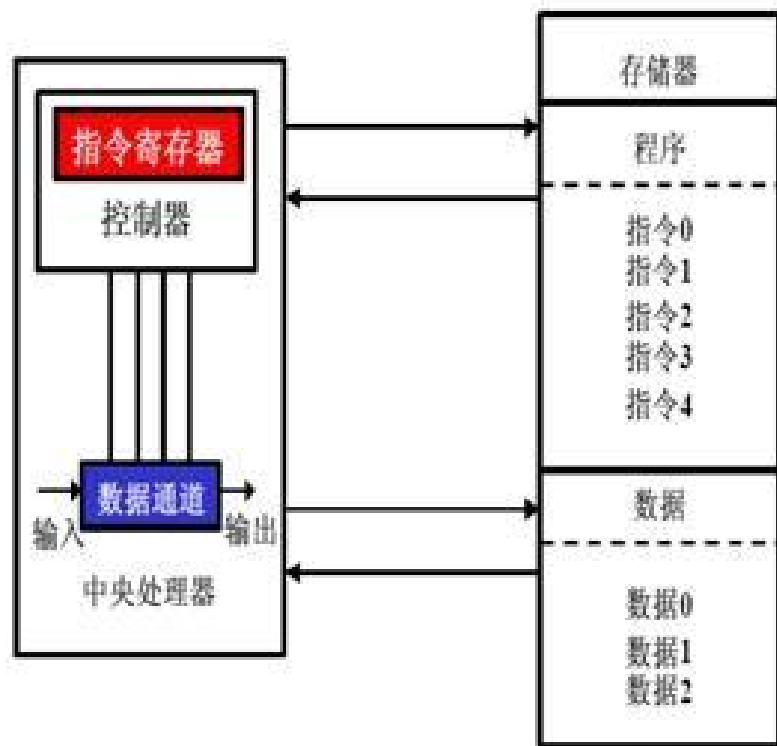 指令寄存器
控制器
数据通道
输入
输出
中央处理器
存储器
程序
指令0
指令1
指令2
指令3
指令4
数据
数据0
数据1
数据2